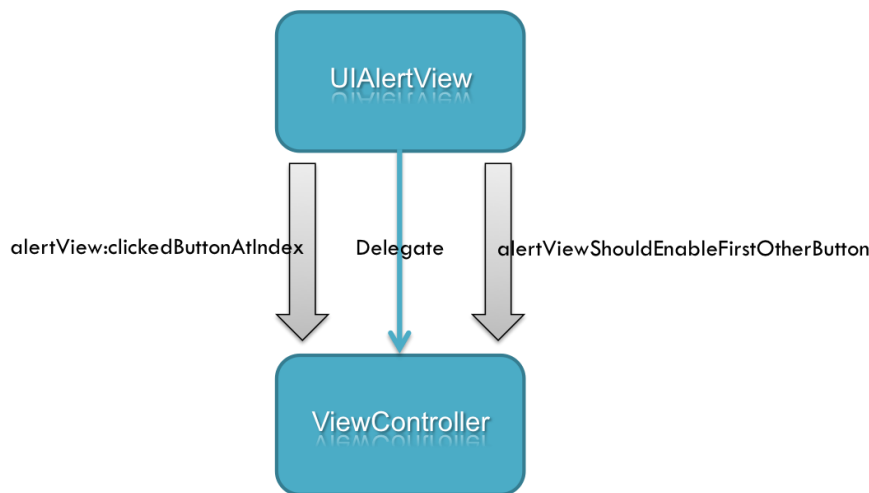 UIAlertView
alertView:clickedButtonAtIndex
Delegate
alertViewShouldEnableFirstOtherButton
ViewController